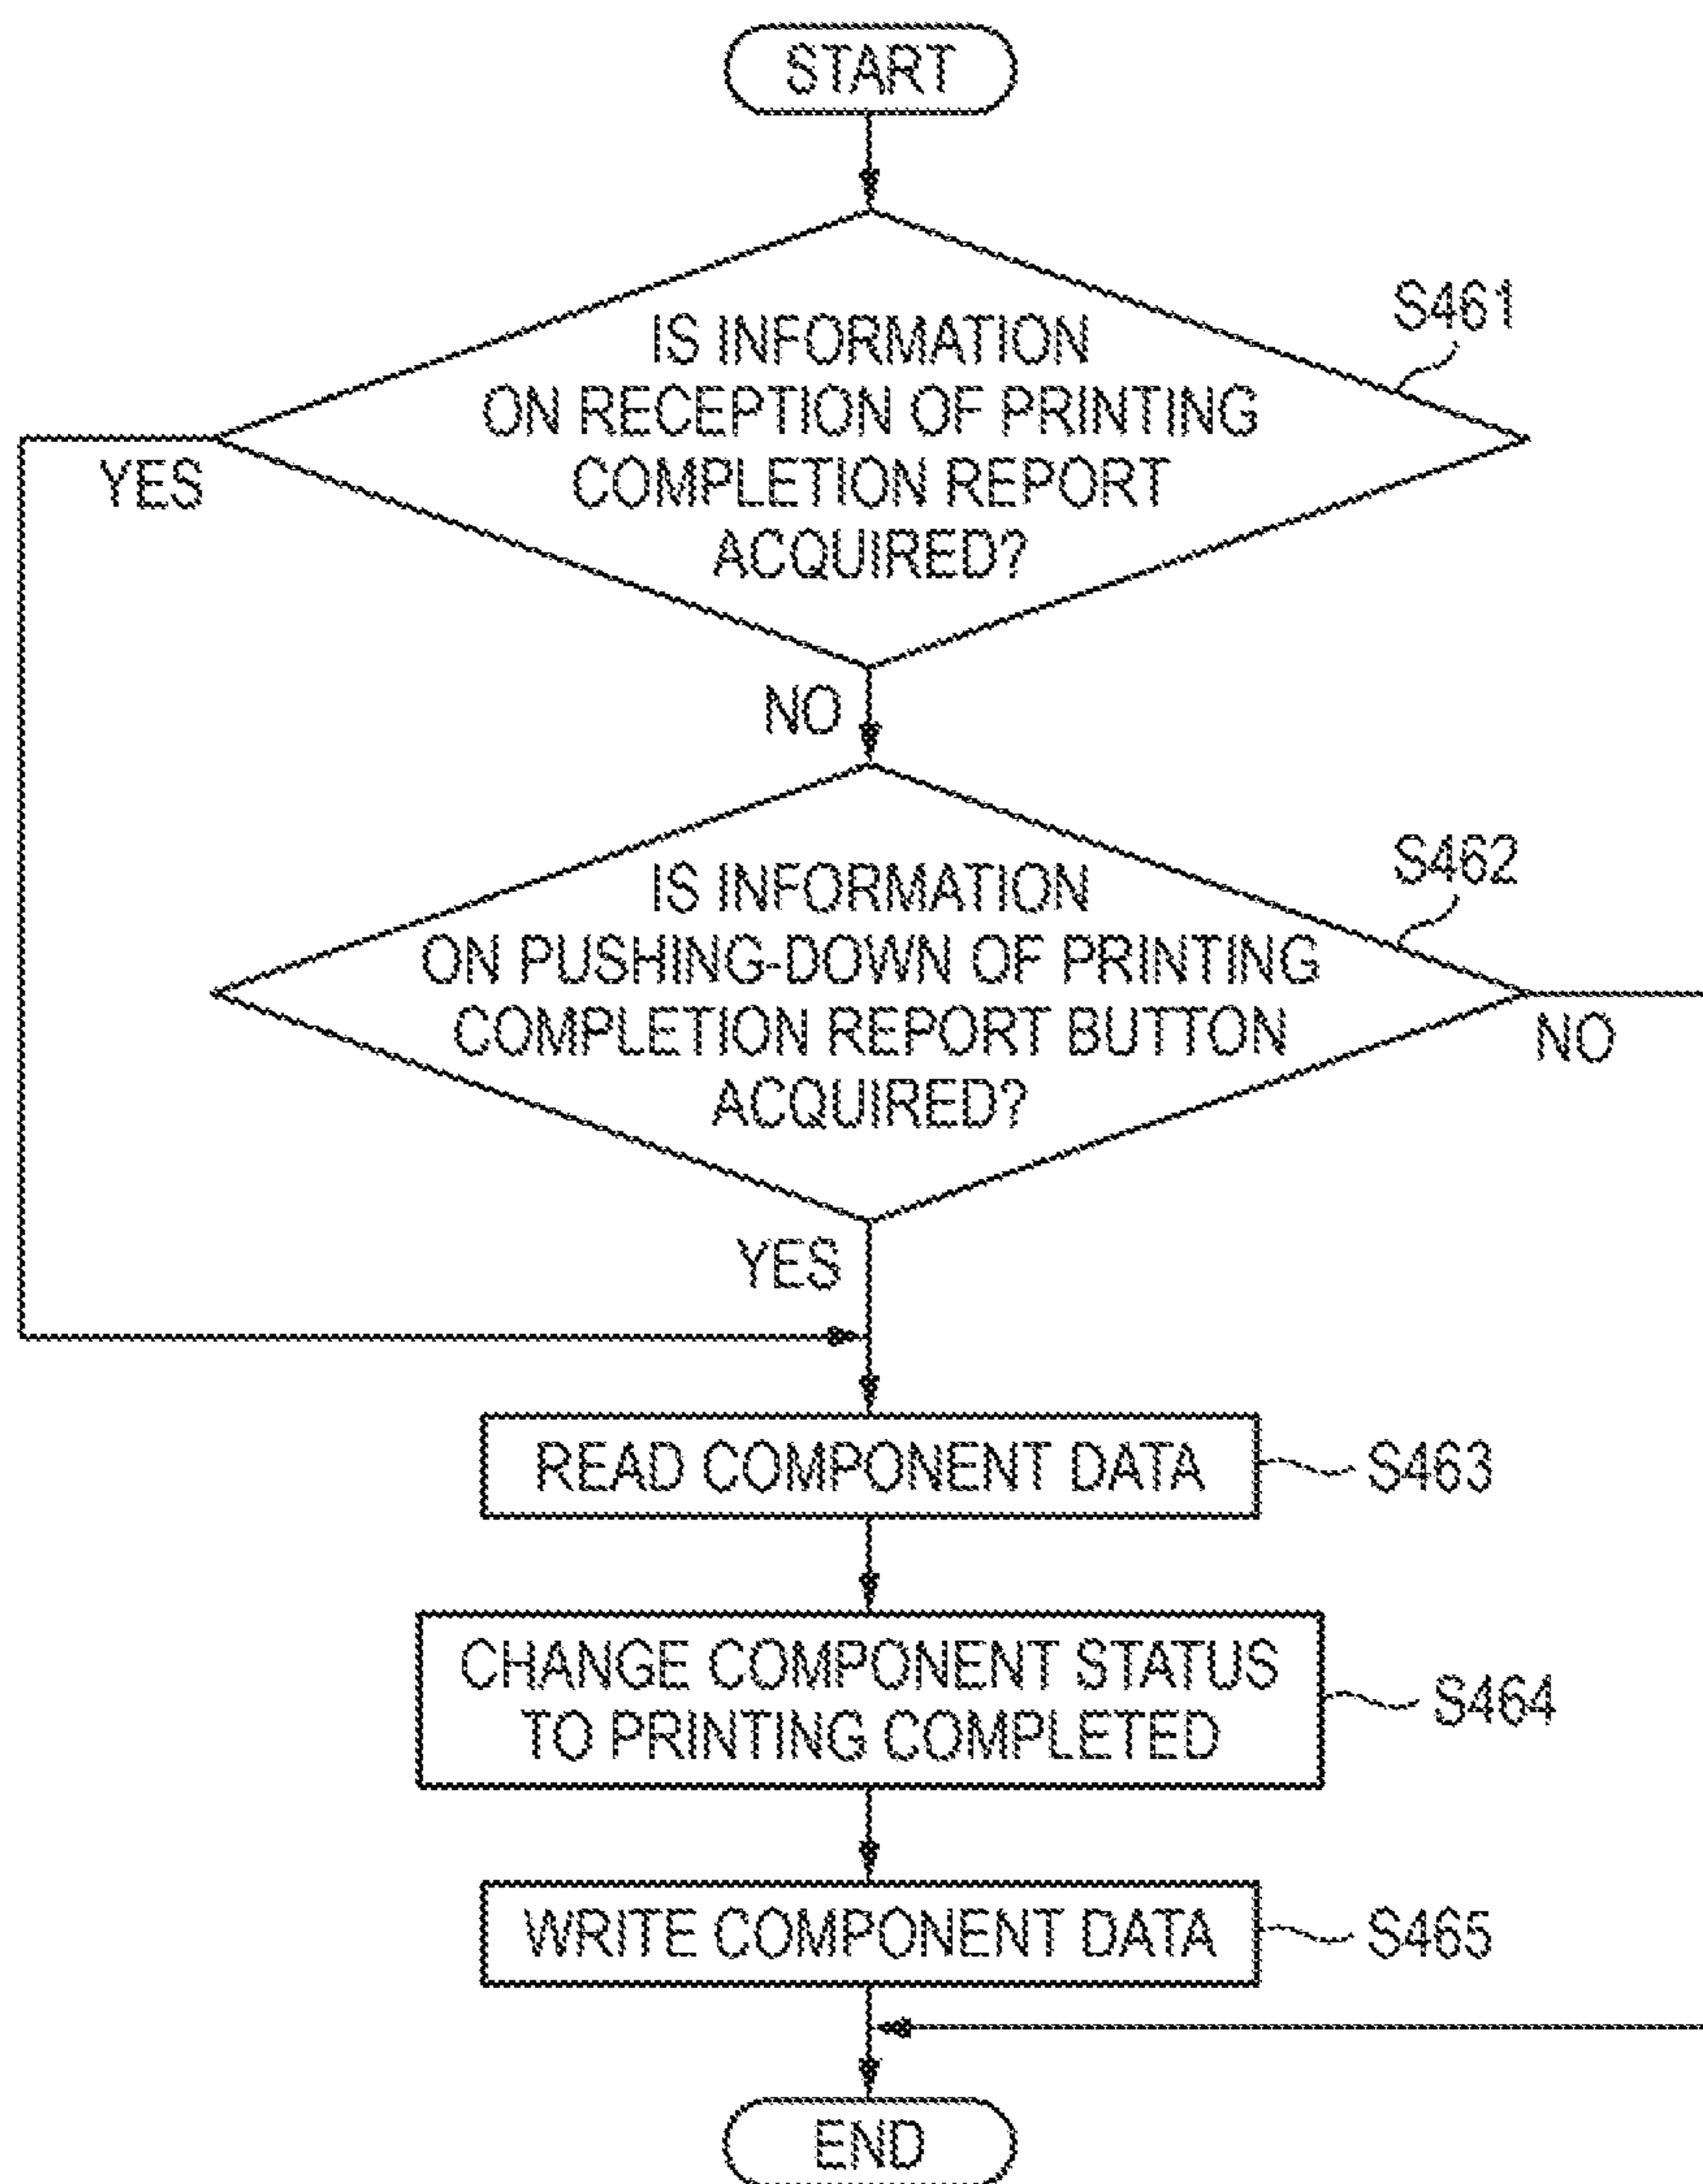 START
S461
IS INFORMATION
ON RECEPTION OF PRINTING
COMPLETION REPORT
ACQUIRED?
YES
NO
S462
IS INFORMATION
ON PUSHING-DOWN OF PRINTING
COMPLETION REPORT BUTTON
ACQUIRED?
NO
YES
READ COMPONENT DATA
S463
CHANGE COMPONENT STATUS
TO PRINTING COMPLETED
S464
WRITE COMPONENT DATA
S465
END